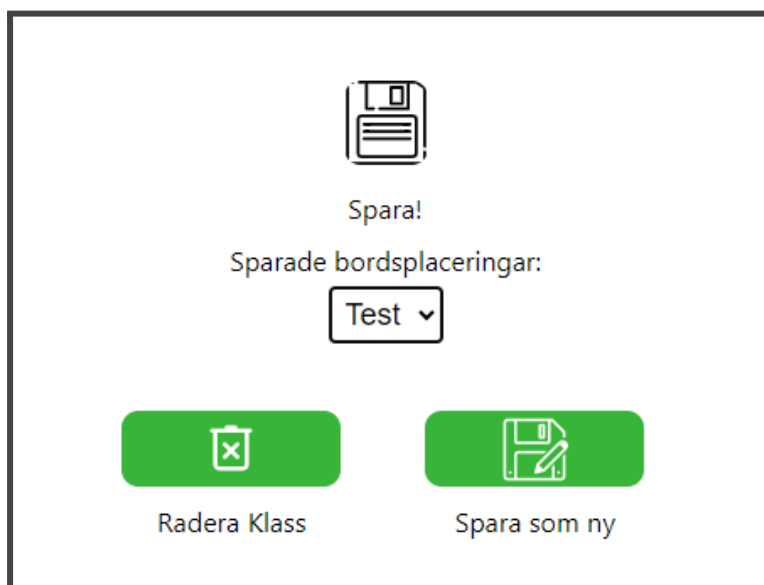 Spara!
Sparade bordsplaceringar:
Test
Radera Klass
Spara som ny